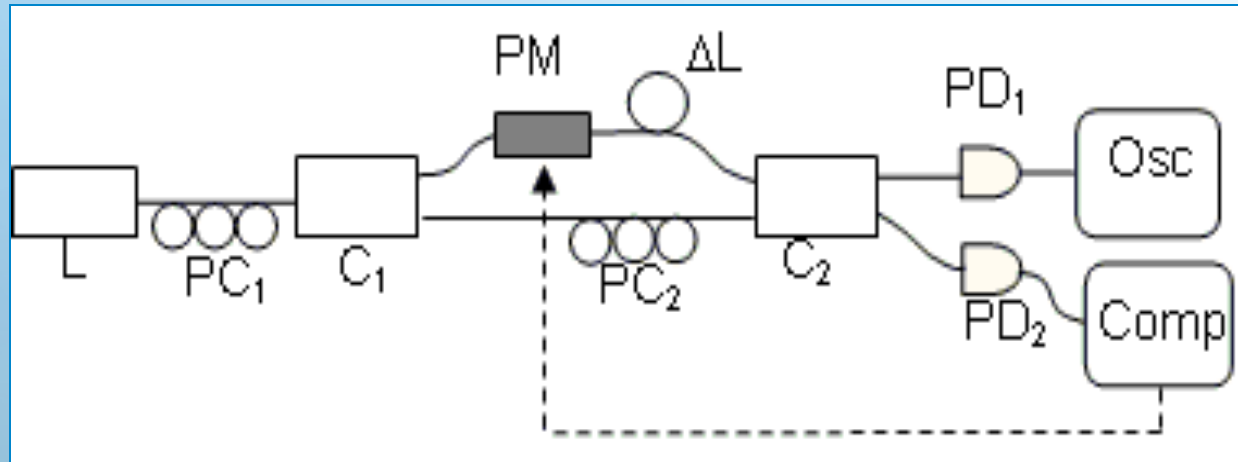 PM
ΔL
PD₁
Osc
L
PC₁
C₁
PC₂
C₂
PD₂
Comp